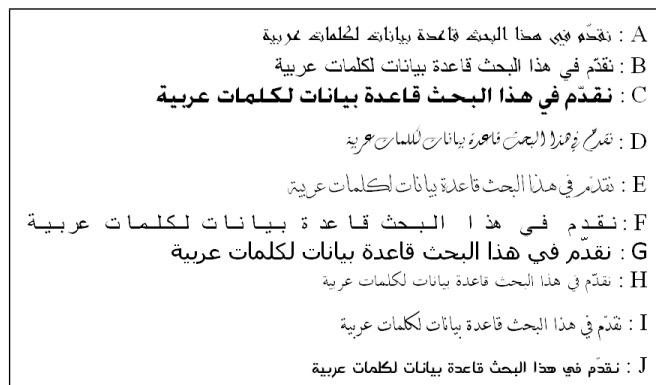 A : نقدّم في هذا البحث قاعدة بيانات لكلمات عربية
B : نقدّم في هذا البحث قاعدة بيانات لكلمات عربية
C : نقدّم في هذا البحث قاعدة بيانات لكلمات عربية
D : نقدّم في هذا البحث قاعدة بيانات لكلمات عربية
E : نقدّم في هذا البحث قاعدة بيانات لكلمات عربية
F : نقدم في هذا البحث قاعدة بيانات لكلمات عربية
G : نقدّم في هذا البحث قاعدة بيانات لكلمات عربية
H : نقدّم في هذا البحث قاعدة بيانات لكلمات عربية
I : نقدّم في هذا البحث قاعدة بيانات لكلمات عربية
J : نقدّم في هذا البحث قاعدة بيانات لكلمات عربية